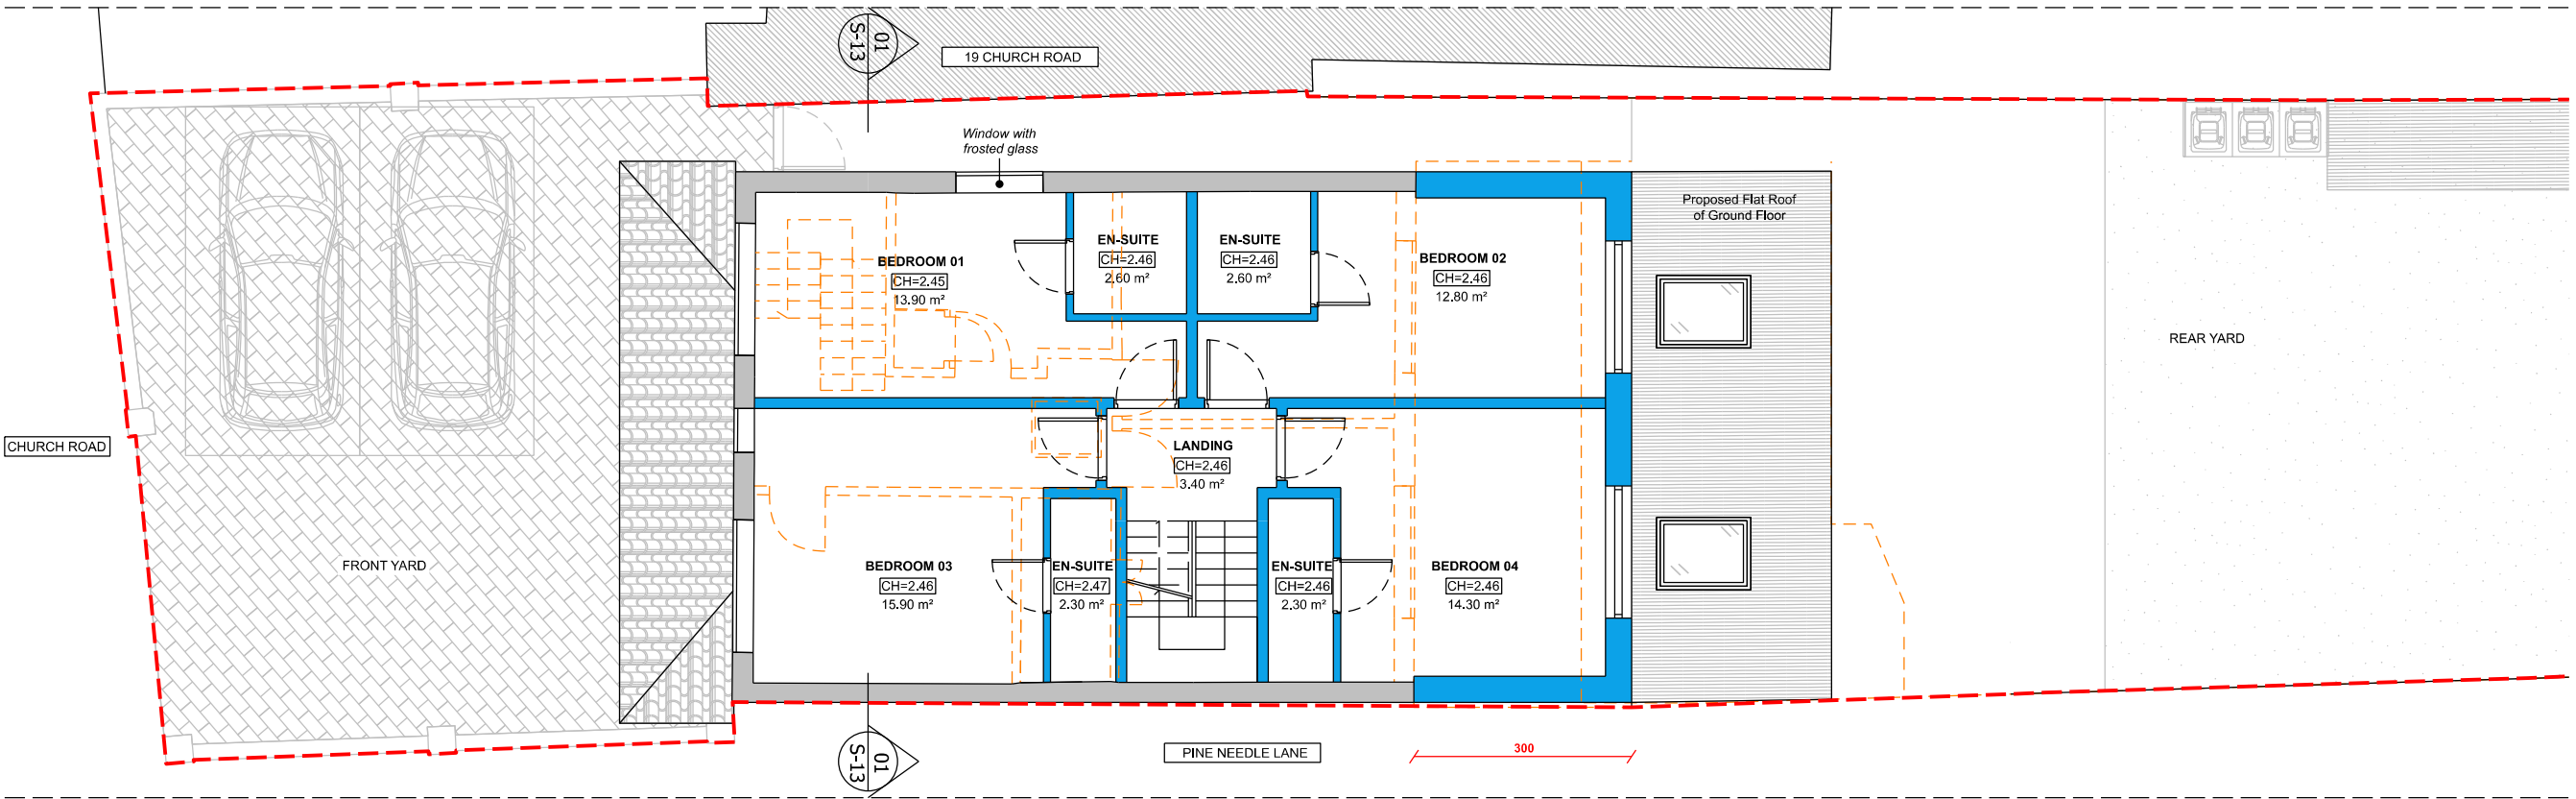 01
S-13
19 CHURCH ROAD
Window with
frosted glass
Proposed Flat Roof
of Ground Floor
BEDROOM 01
CH=2.45
13.90 m²
EN-SUITE
CH=2.46
2.60 m²
EN-SUITE
CH=2.46
2.60 m²
BEDROOM 02
CH=2.46
12.80 m²
REAR YARD
CHURCH ROAD
LANDING
CH=2.46
3.40 m²
FRONT YARD
BEDROOM 03
CH=2.46
15.90 m²
EN-SUITE
CH=2.47
2.30 m²
EN-SUITE
CH=2.46
2.30 m²
BEDROOM 04
CH=2.46
14.30 m²
01
S-13
PINE NEEDLE LANE
300